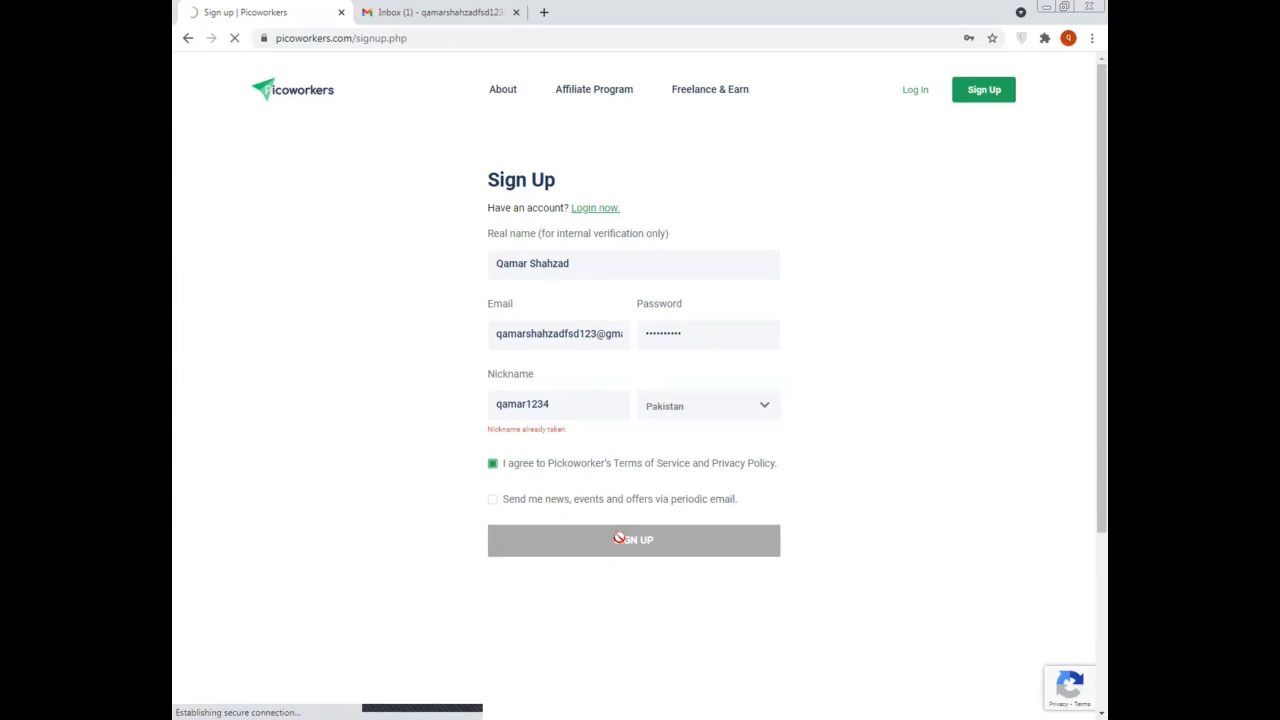 Sign up | Picoworkers
Inbox (1) - qamarshahzadfsd123
picoworkers.com/signup.php
q
Picoworkers
About
Affiliate Program
Freelance & Earn
Log In
Sign Up
Sign Up
Have an account? Login now.
Real name (for internal verification only)
Qamar Shahzad
Email
Password
qamarshahzadfsd123@gma
••••••••••
Nickname
qamar1234
Pakistan
Nickname already taken
I agree to Pickoworker's Terms of Service and Privacy Policy.
Send me news, events and offers via periodic email.
GN UP
Privacy - Terms
Establishing secure connection...